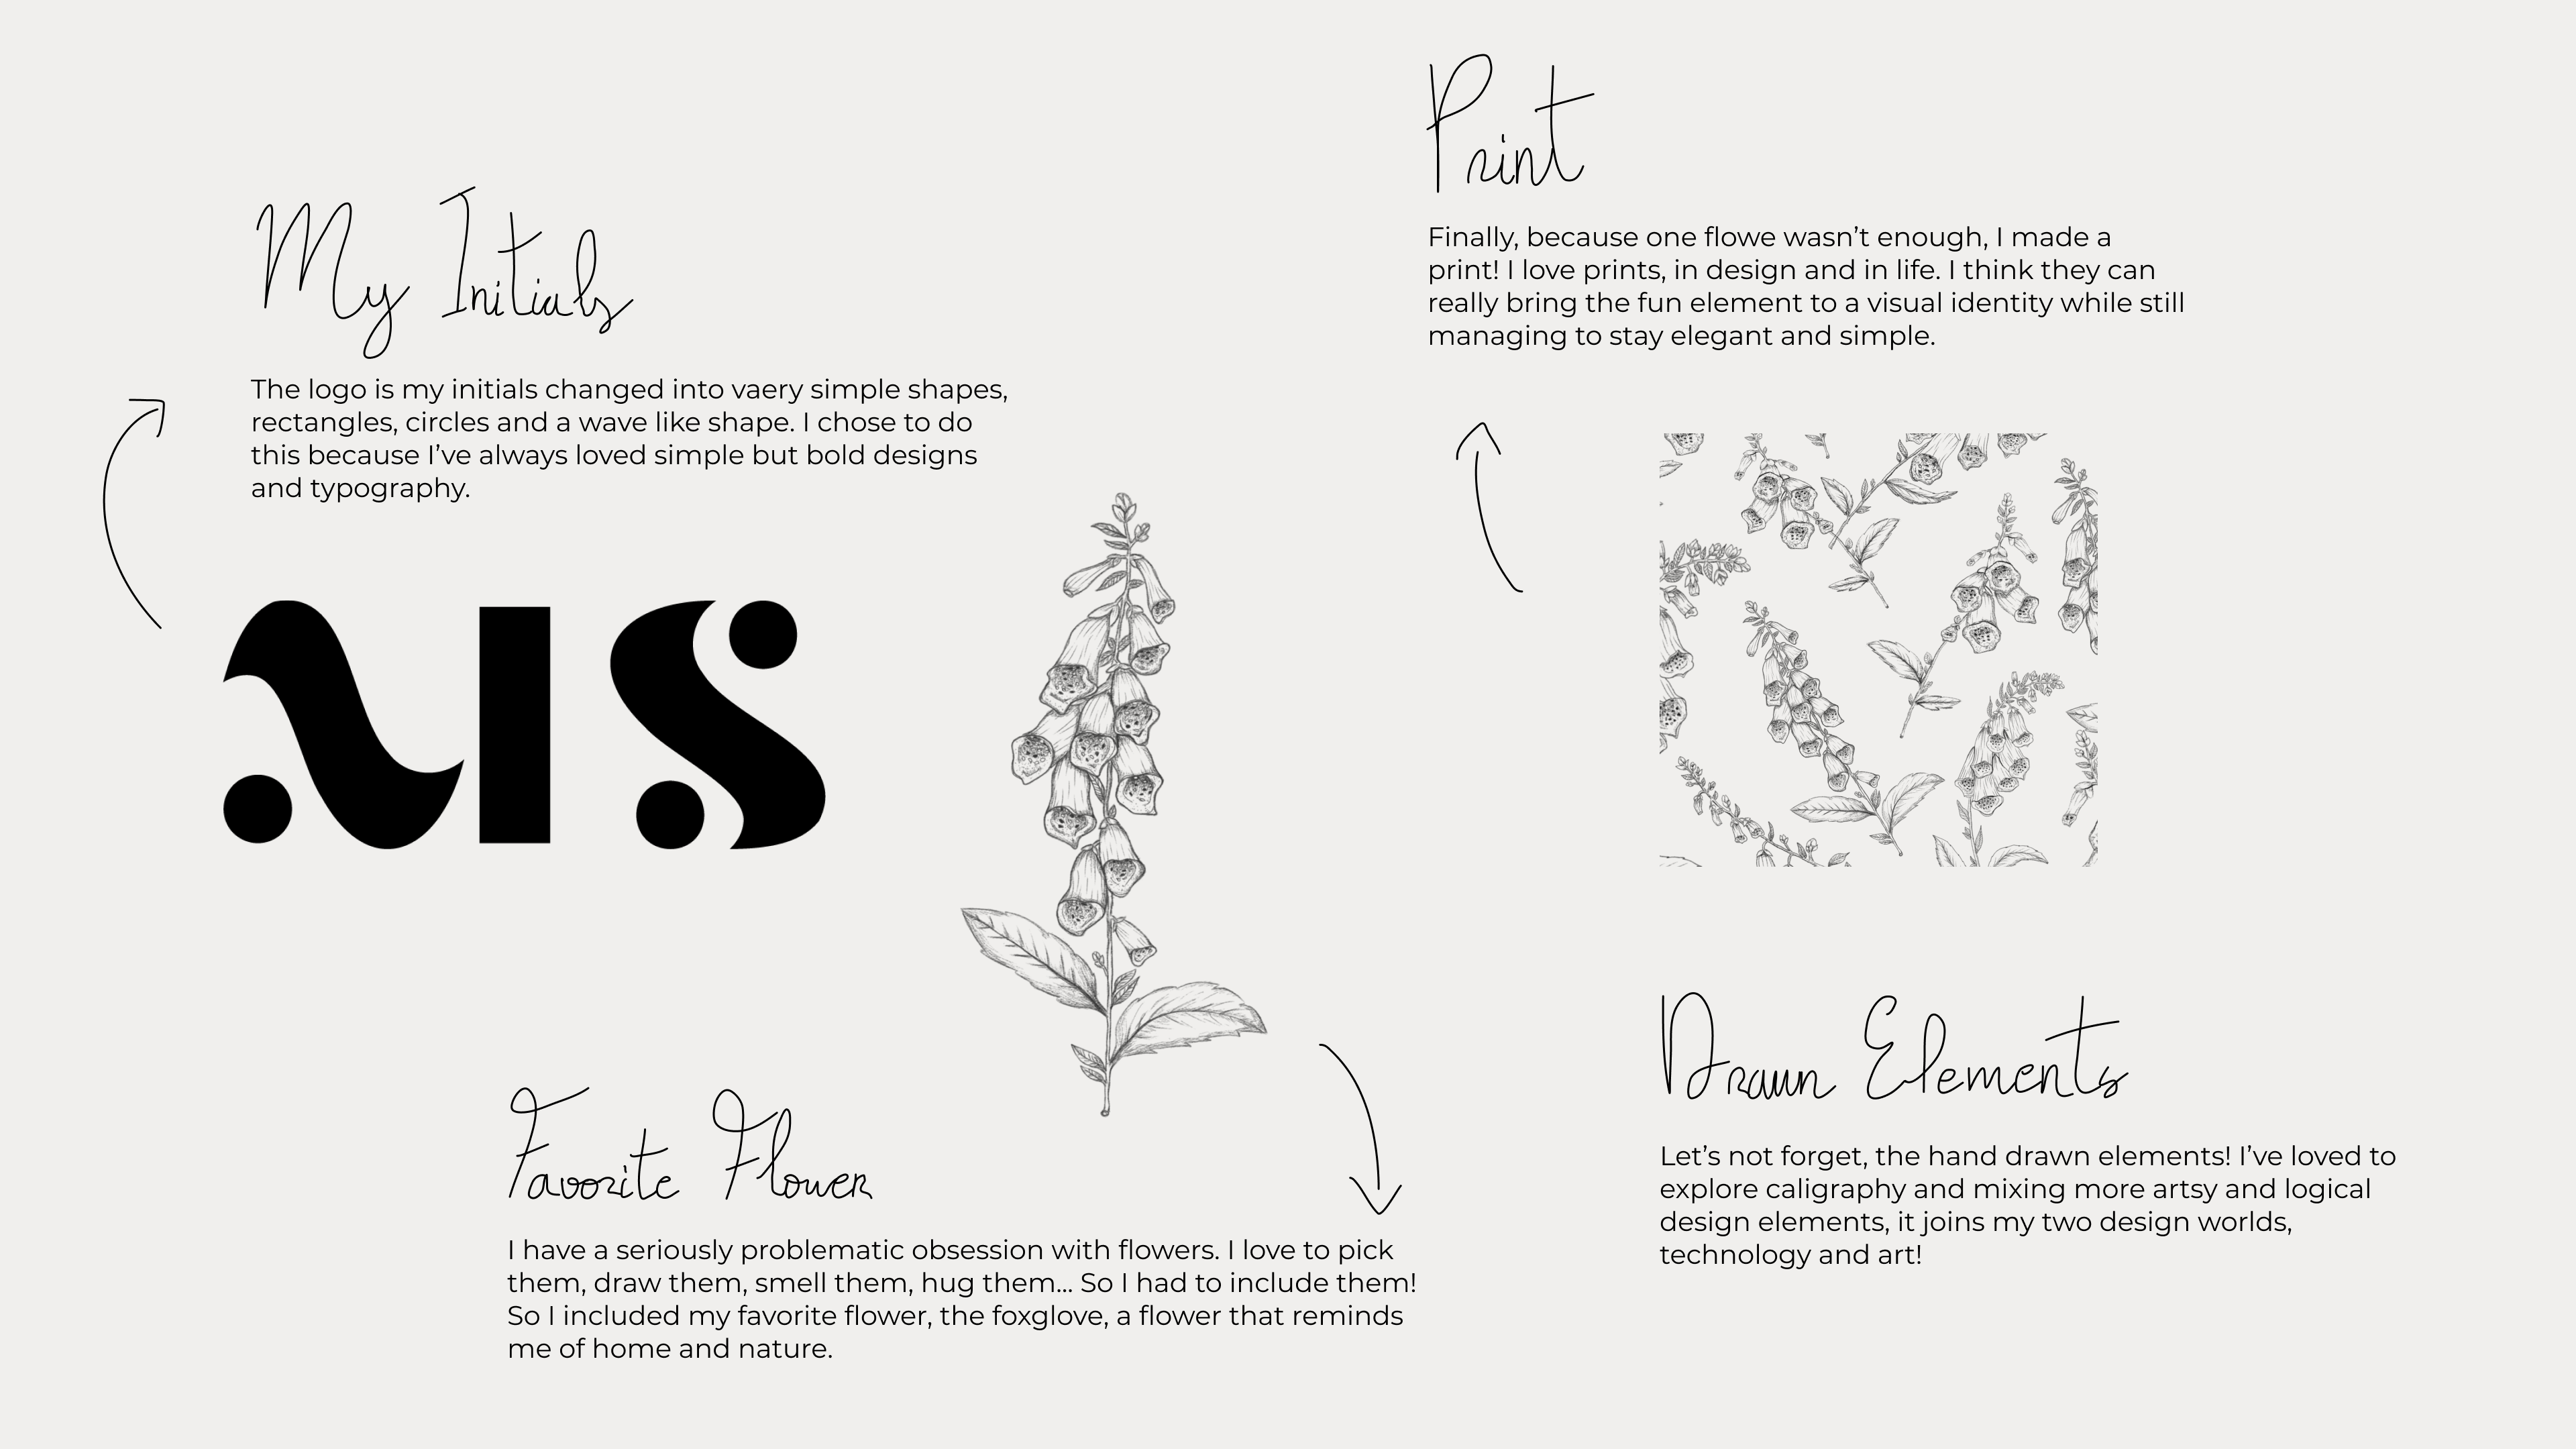 My Initials
The logo is my initials changed into vaery simple shapes,
rectangles, circles and a wave like shape. I chose to do
this because I’ve always loved simple but bold designs
and typography.
MS
Favorite Flower
I have a seriously problematic obsession with flowers. I love to pick
them, draw them, smell them, hug them... So I had to include them!
So I included my favorite flower, the foxglove, a flower that reminds
me of home and nature.
Print
Finally, because one flowe wasn’t enough, I made a
print! I love prints, in design and in life. I think they can
really bring the fun element to a visual identity while still
managing to stay elegant and simple.
Drawn Elements
Let’s not forget, the hand drawn elements! I’ve loved to
explore caligraphy and mixing more artsy and logical
design elements, it joins my two design worlds,
technology and art!